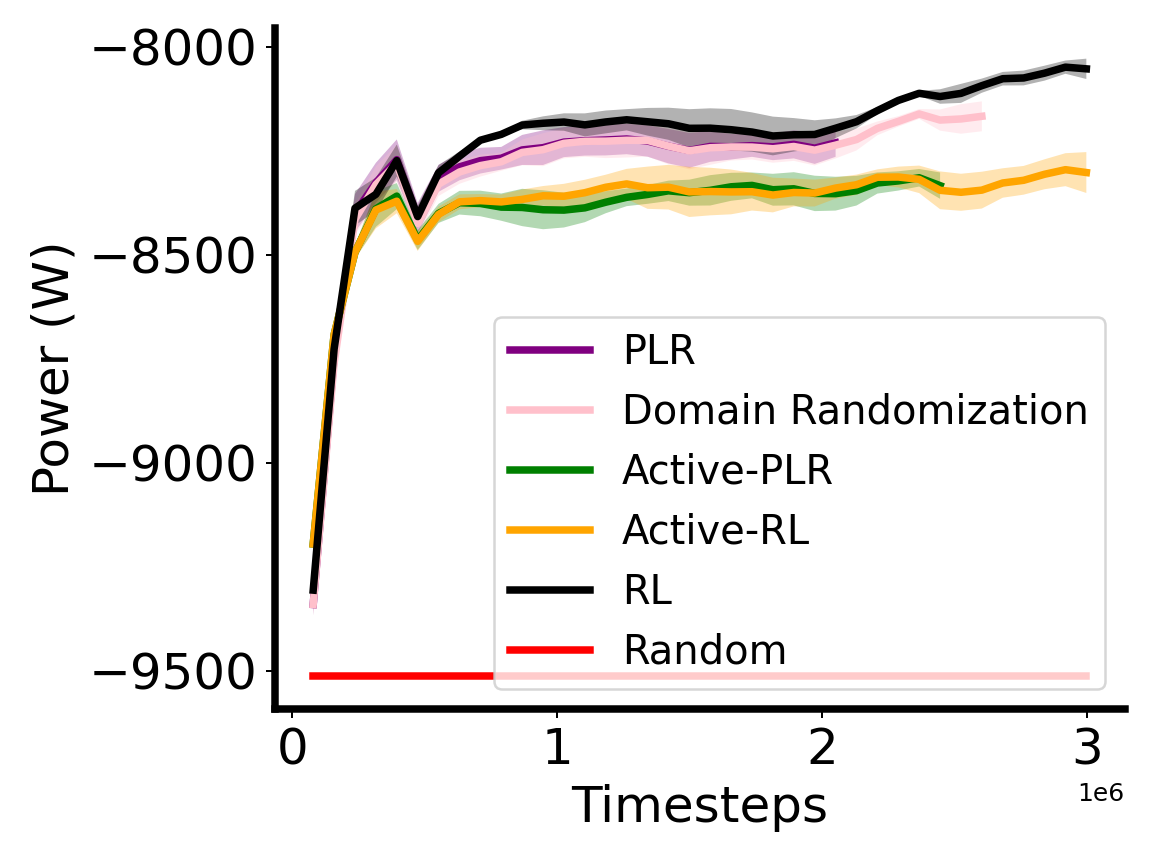 −8000
−8500
−9000
−9500
Power (W)
PLR
Domain Randomization
Active-PLR
Active-RL
RL
Random
0
1
2
3
1e6
Timesteps